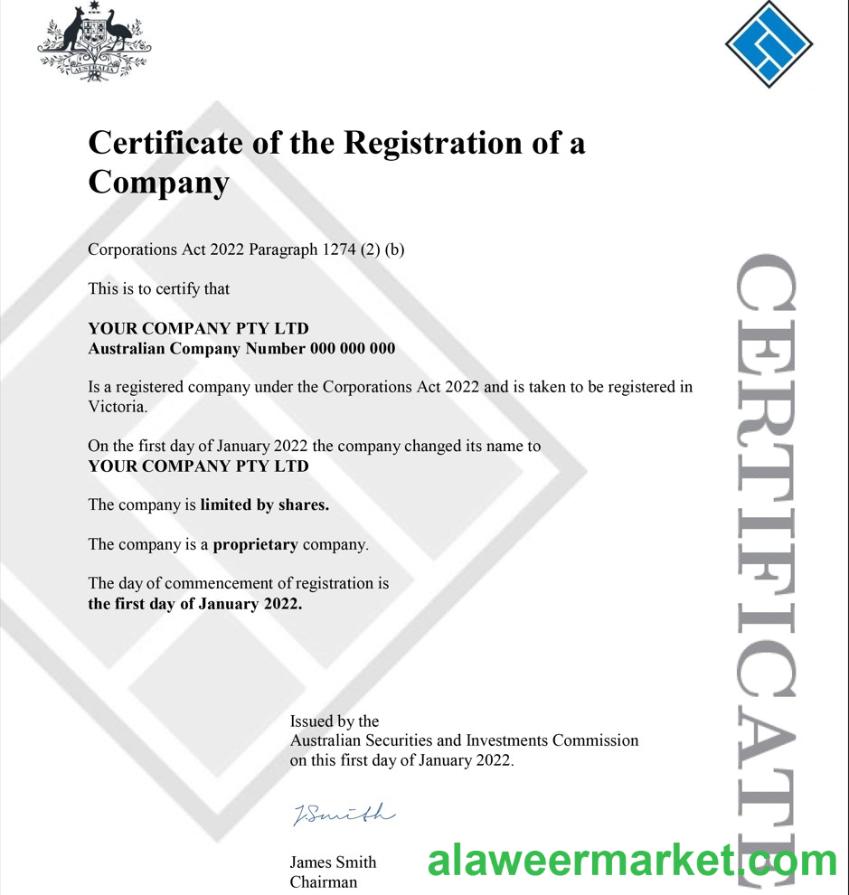 AUSTRALIA
Certificate of the Registration of a
Company
Corporations Act 2022 Paragraph 1274 (2) (b)
This is to certify that
YOUR COMPANY PTY LTD
Australian Company Number 000 000 000
Is a registered company under the Corporations Act 2022 and is taken to be registered in
Victoria.
On the first day of January 2022 the company changed its name to
YOUR COMPANY PTY LTD
The company is limited by shares.
The company is a proprietary company.
The day of commencement of registration is
the first day of January 2022.
Issued by the
Australian Securities and Investments Commission
on this first day of January 2022.
JSmith
James Smith
Chairman
CERTIFICATE
alaweermarket.com